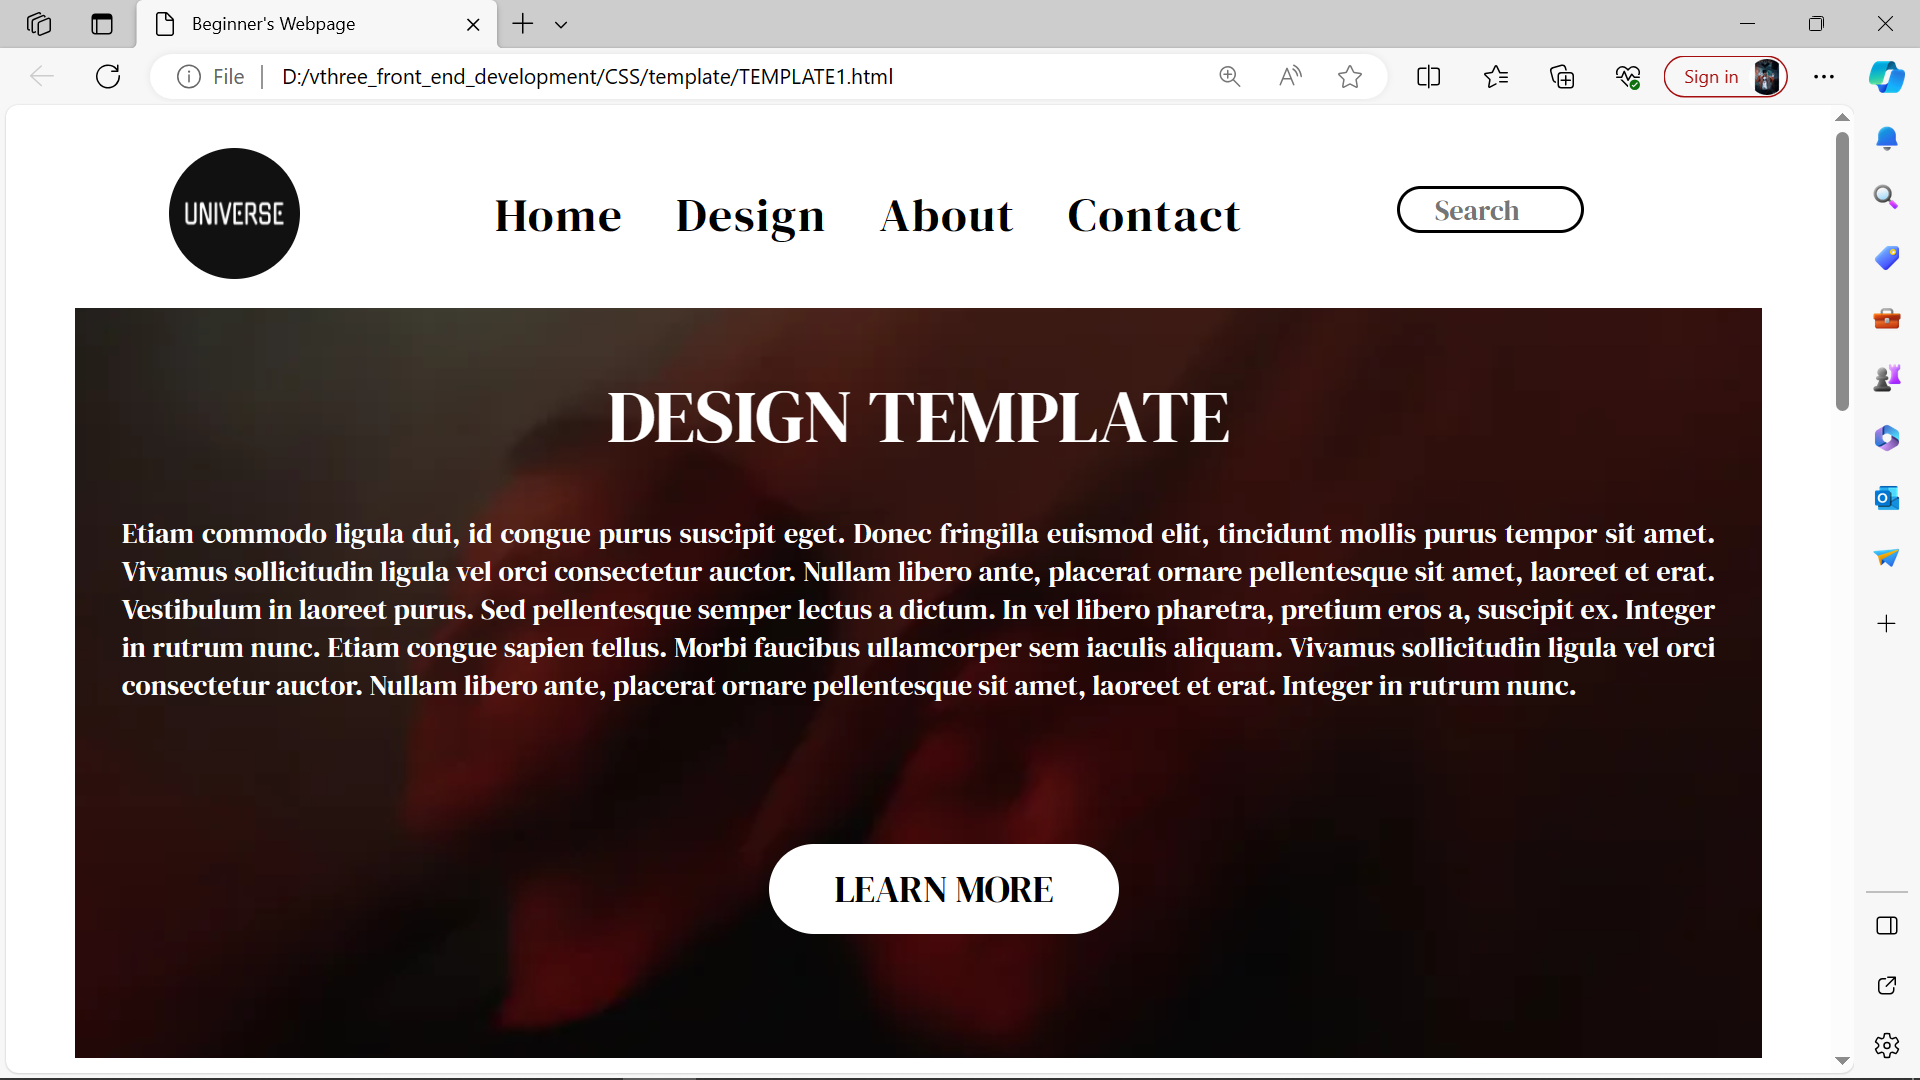 Beginner's Webpage
File
D:/vthree_front_end_development/CSS/template/TEMPLATE1.html
Sign in
UNIVERSE
Home Design About Contact
Search
DESIGN TEMPLATE
Etiam commodo ligula dui, id congue purus suscipit eget. Donec fringilla euismod elit, tincidunt mollis purus tempor sit amet.
Vivamus sollicitudin ligula vel orci consectetur auctor. Nullam libero ante, placerat ornare pellentesque sit amet, laoreet et erat.
Vestibulum in laoreet purus. Sed pellentesque semper lectus a dictum. In vel libero pharetra, pretium eros a, suscipit ex. Integer
in rutrum nunc. Etiam congue sapien tellus. Morbi faucibus ullamcorper sem iaculis aliquam. Vivamus sollicitudin ligula vel orci
consectetur auctor. Nullam libero ante, placerat ornare pellentesque sit amet, laoreet et erat. Integer in rutrum nunc.
LEARN MORE